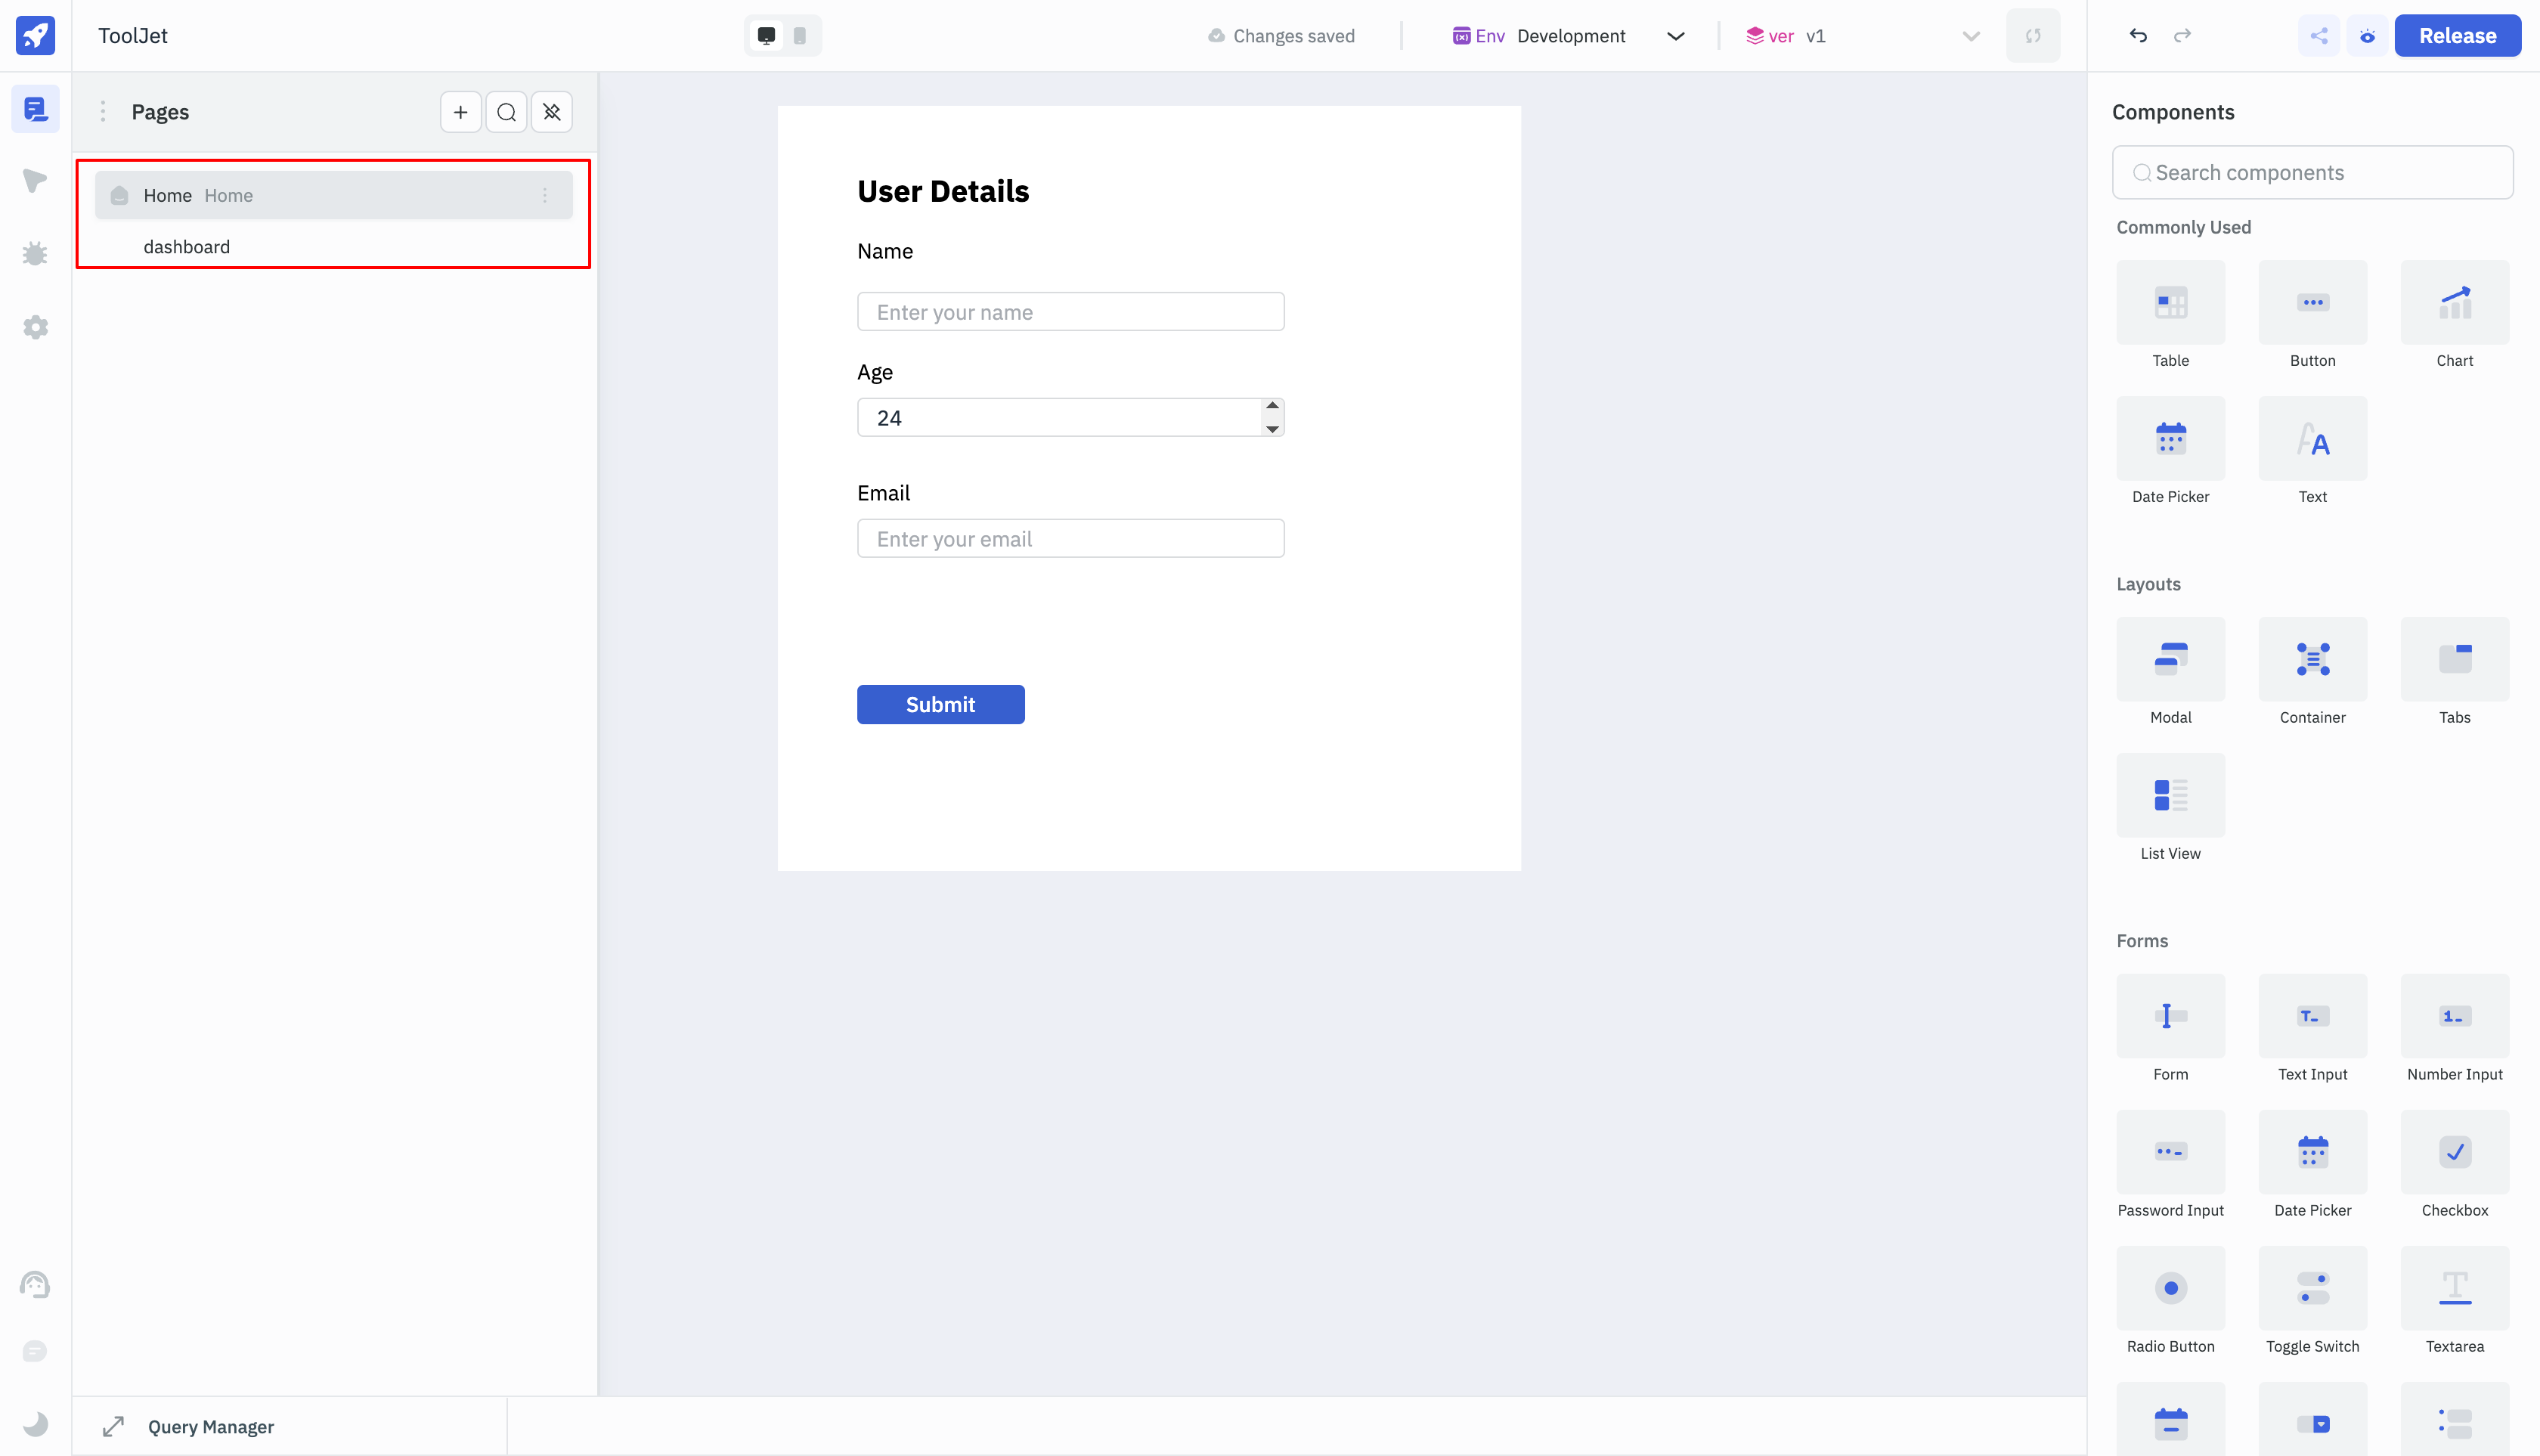 ToolJet
Changes saved
Env Development
ver v1
Release
Pages
Home Home
dashboard
User Details
Name
Enter your name
Age
24
Email
Enter your email
Submit
Components
Search components
Commonly Used
Table Button Chart
Date Picker Text
Layouts
Modal Container Tabs
List View
Forms
Form Text Input Number Input
Password Input Date Picker Checkbox
Radio Button Toggle Switch Textarea
Query Manager